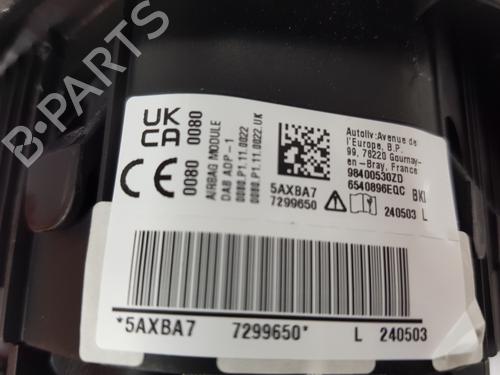 UK
CA
0080
0080
CE
0080
0080
AIRBAG MODULE
DAB ADP-1
0080.P1.11.0022
0080.P1.11.0022.UK
5AXBA7
7299650
Autoliv:Avenue de
l'Europe, B.P.
99, 76220 Gournay-
en-Bray, France
98400530ZD
6540896EQC BKI
240503 L
*5AXBA7 7299650* L 240503
B-PARTS